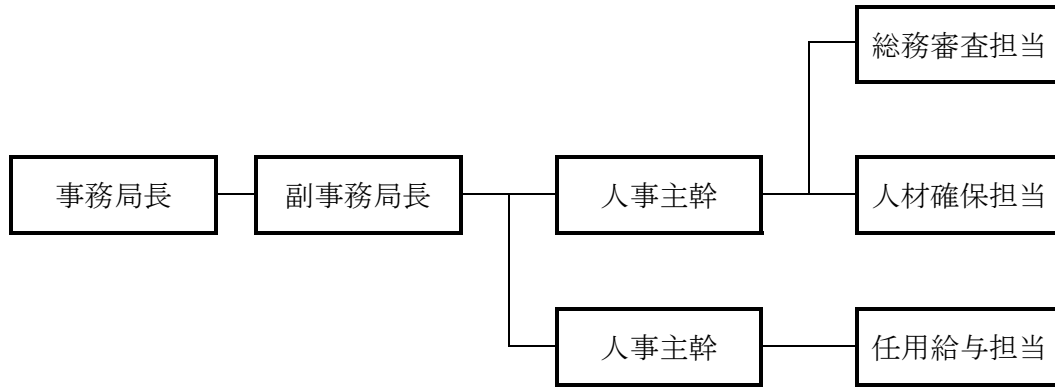 総務審査担当
事務局長
副事務局長
人事主幹
人材確保担当
人事主幹
任用給与担当